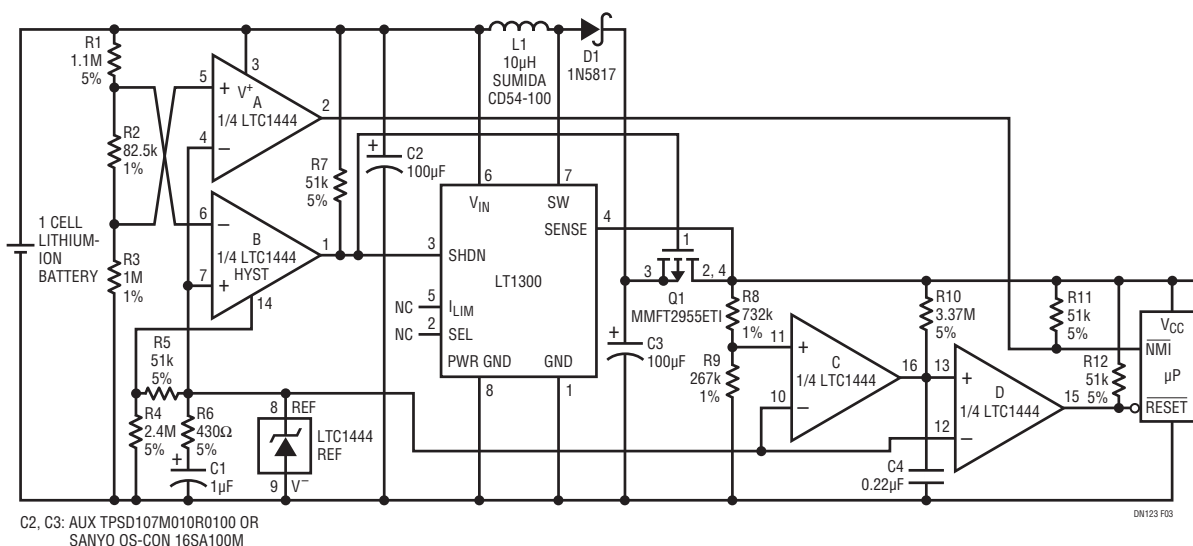 R1
1.1M
5%
R2
82.5k
1%
R3
1M
1%
1 CELL
LITHIUM-
ION
BATTERY
5
+
3
V+
A
1/4 LTC1444
4
–
2
6
–
B
1/4 LTC1444
HYST
7
+
1
14
R5
51k
5%
R4
2.4M
5%
R6
430Ω
5%
+
C1
1µF
8
REF
LTC1444
REF
9
V–
R7
51k
5%
+
C2
100µF
L1
10µH
SUMIDA
CD54-100
D1
1N5817
6
7
VIN
SW
SENSE
4
3
SHDN
LT1300
NC
5
ILIM
NC
2
SEL
PWR GND
GND
8
1
1
3
2, 4
Q1
MMFT2955ETI
+
C3
100µF
R8
732k
1%
R9
267k
1%
11
+
C
1/4 LTC1444
10
–
16
R10
3.37M
5%
13
+
D
1/4 LTC1444
12
–
15
C4
0.22µF
R11
51k
5%
R12
51k
5%
VCC
NMI
µP
RESET
DN123 F03
C2, C3: AUX TPSD107M010R0100 OR
SANYO OS-CON 16SA100M